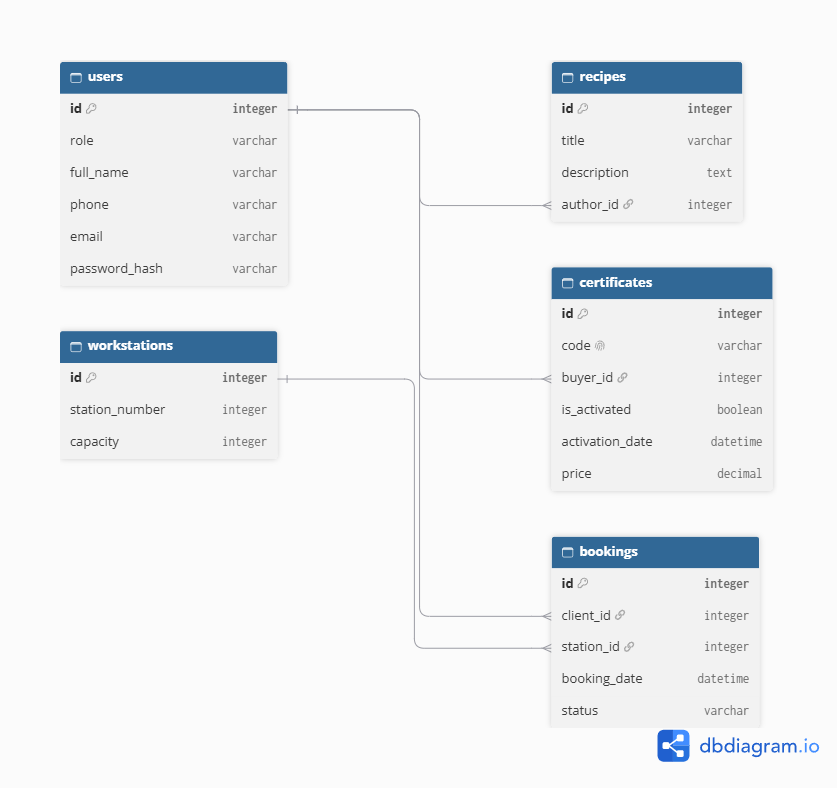 users
id integer
role varchar
full_name varchar
phone varchar
email varchar
password_hash varchar
workstations
id integer
station_number integer
capacity integer
recipes
id integer
title varchar
description text
author_id integer
certificates
id integer
code varchar
buyer_id integer
is_activated boolean
activation_date datetime
price decimal
bookings
id integer
client_id integer
station_id integer
booking_date datetime
status varchar
dbdiagram.io